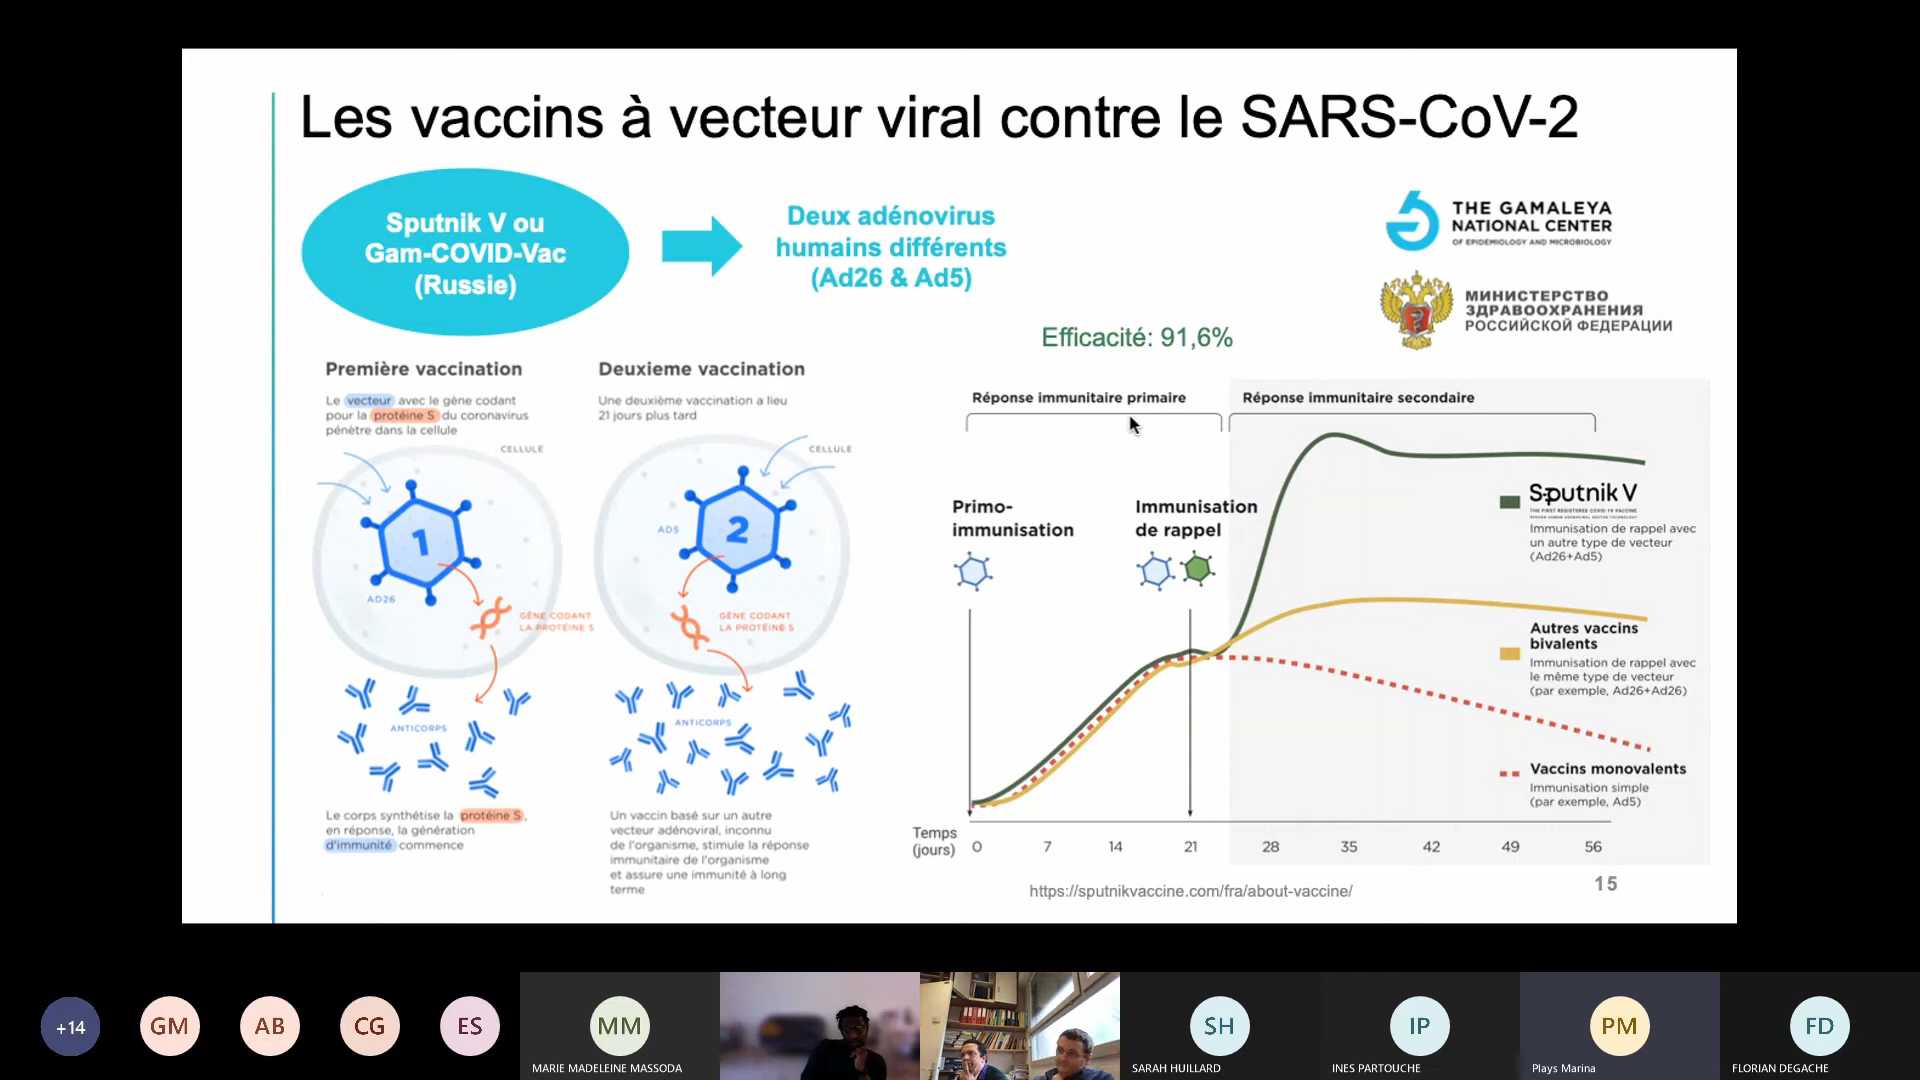 Les vaccins à vecteur viral contre le SARS-CoV-2
Sputnik V ou
Gam-COVID-Vac
(Russie)
Deux adénovirus
humains différents
(Ad26 & Ad5)
THE GAMALEYA
NATIONAL CENTER
OF EPIDEMIOLOGY AND MICROBIOLOGY
МИНИСТЕРСТВО
ЗДРАВООХРАНЕНИЯ
РОССИЙСКОЙ ФЕДЕРАЦИИ
Efficacité: 91,6%
Première vaccination
Le vecteur avec le gène codant
pour la protéine S du coronavirus
pénètre dans la cellule
CELLULE
1
AD26
GÈNE CODANT
LA PROTÉINE S
ANTICORPS
Le corps synthétise la protéine S,
en réponse, la génération
d'immunité commence
Deuxieme vaccination
Une deuxième vaccination a lieu
21 jours plus tard
CELLULE
AD5
2
GÈNE CODANT
LA PROTÉINE S
ANTICORPS
Un vaccin basé sur un autre
vecteur adénoviral, inconnu
de l'organisme, stimule la réponse
immunitaire de l'organisme
et assure une immunité à long
terme
Réponse immunitaire primaire
Réponse immunitaire secondaire
Primo-
immunisation
Immunisation
de rappel
Sputnik V
THE FIRST REGISTERED COVID-19 VACCINE
Immunisation de rappel avec
un autre type de vecteur
(Ad26+Ad5)
Autres vaccins
bivalents
Immunisation de rappel avec
le même type de vecteur
(par exemple, Ad26+Ad26)
Vaccins monovalents
Immunisation simple
(par exemple, Ad5)
Temps
(jours)
0 7 14 21 28 35 42 49 56
https://sputnikvaccine.com/fra/about-vaccine/
15
+14
GM
AB
CG
ES
MM
MARIE MADELEINE MASSODA
SH
SARAH HUILLARD
IP
INES PARTOUCHE
PM
Plays Marina
FD
FLORIAN DEGACHE